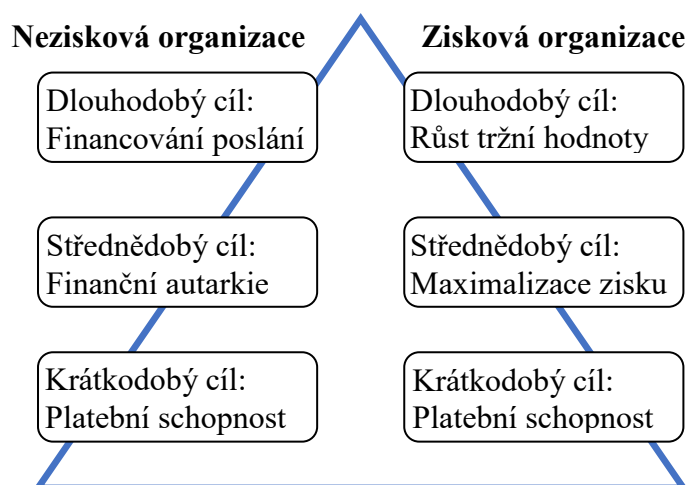 Nezisková organizace
Zisková organizace
Dlouhodobý cíl:
Financování poslání
Dlouhodobý cíl:
Růst tržní hodnoty
Střednědobý cíl:
Finanční autarkie
Střednědobý cíl:
Maximalizace zisku
Krátkodobý cíl:
Platební schopnost
Krátkodobý cíl:
Platební schopnost